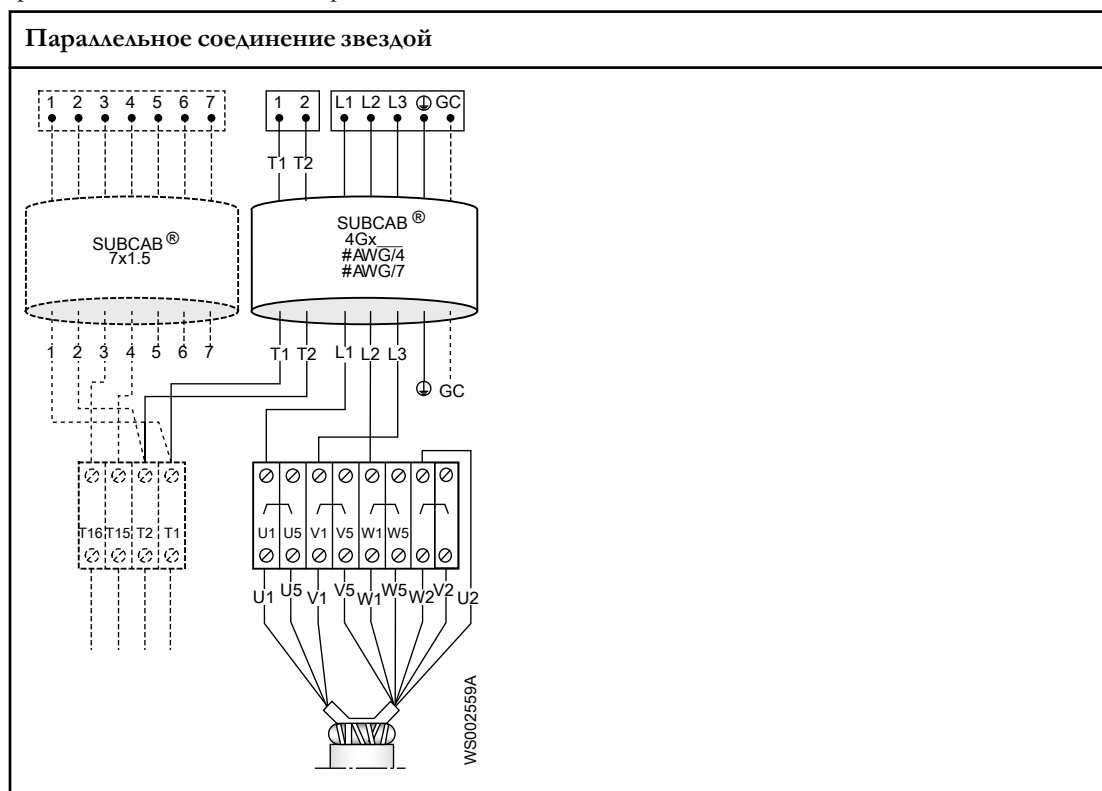 Параллельное соединение звездой
1 2 3 4 5 6 7
1 2
L1 L2 L3 ⏚ GC
T1 T2
SUBCAB®
7x1.5
SUBCAB®
4Gx___
#AWG/4
#AWG/7
1 2 3 4 5 6 7
T1 T2 L1 L2 L3
⏚ GC
T16 T15 T2 T1
U1 U5 V1 V5 W1 W5
U1 U5 V1 V5 W1 W5 W2 V2 U2
WS002559A